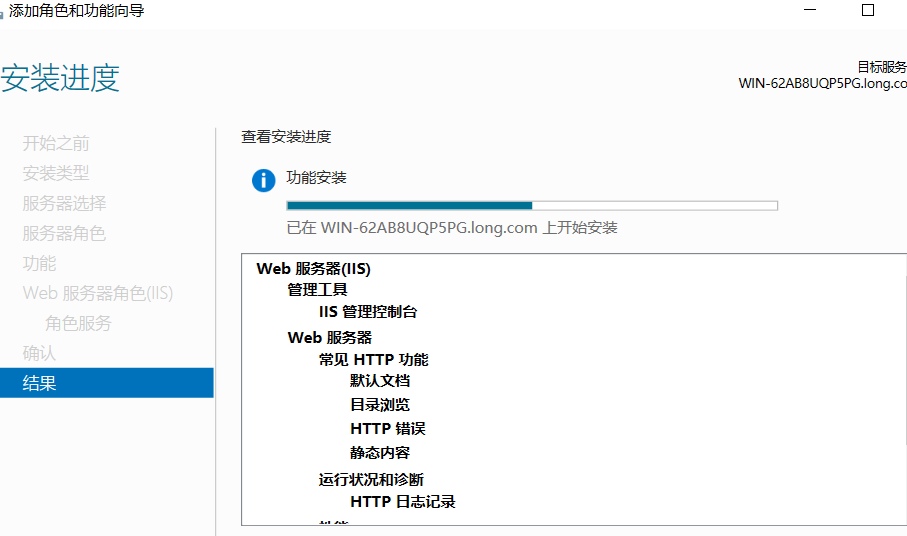 添加角色和功能向导
安装进度
目标服务
WIN-62AB8UQP5PG.long.co
开始之前
安装类型
服务器选择
服务器角色
功能
Web 服务器角色(IIS)
角色服务
确认
结果
查看安装进度
功能安装
已在 WIN-62AB8UQP5PG.long.com 上开始安装
Web 服务器(IIS)
管理工具
IIS 管理控制台
Web 服务器
常见 HTTP 功能
默认文档
目录浏览
HTTP 错误
静态内容
运行状况和诊断
HTTP 日志记录